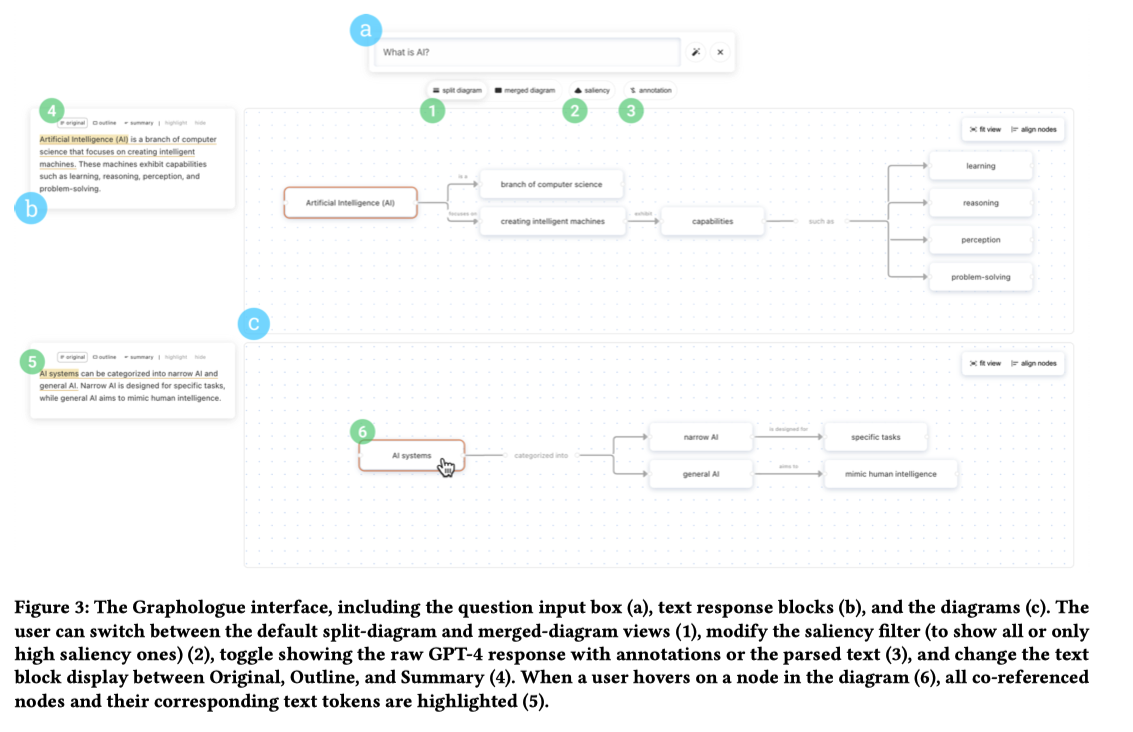 a
What is AI?
split diagram merged diagram saliency annotation
1 2 3
4
original outline summary | highlight hide
Artificial Intelligence (AI) is a branch of computer
science that focuses on creating intelligent
machines. These machines exhibit capabilities
such as learning, reasoning, perception, and
problem-solving.
b
fit view align nodes
Artificial Intelligence (AI)
is a
branch of computer science
focuses on
creating intelligent machines
exhibit
capabilities
such as
learning
reasoning
perception
problem-solving
c
5
original outline summary | highlight hide
AI systems can be categorized into narrow AI and
general AI. Narrow AI is designed for specific tasks,
while general AI aims to mimic human intelligence.
fit view align nodes
6
AI systems
categorized into
narrow AI
is designed for
specific tasks
general AI
aims to
mimic human intelligence
Figure 3: The Graphologue interface, including the question input box (a), text response blocks (b), and the diagrams (c). The
user can switch between the default split-diagram and merged-diagram views (1), modify the saliency filter (to show all or only
high saliency ones) (2), toggle showing the raw GPT-4 response with annotations or the parsed text (3), and change the text
block display between Original, Outline, and Summary (4). When a user hovers on a node in the diagram (6), all co-referenced
nodes and their corresponding text tokens are highlighted (5).